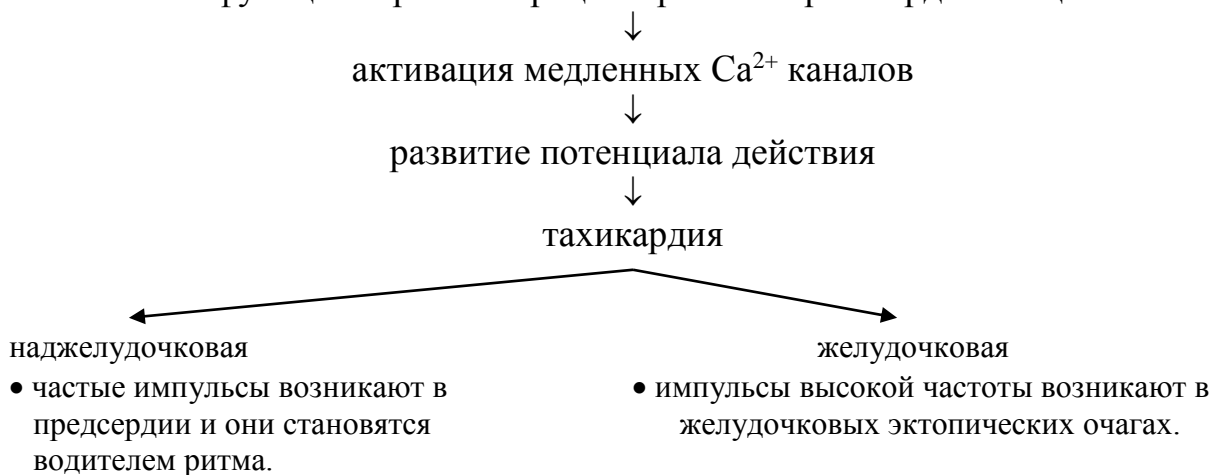 ↓
активация медленных Ca²⁺ каналов
↓
развитие потенциала действия
↓
тахикардия
наджелудочковая
• частые импульсы возникают в
предсердии и они становятся
водителем ритма.
желудочковая
• импульсы высокой частоты возникают в
желудочковых эктопических очагах.